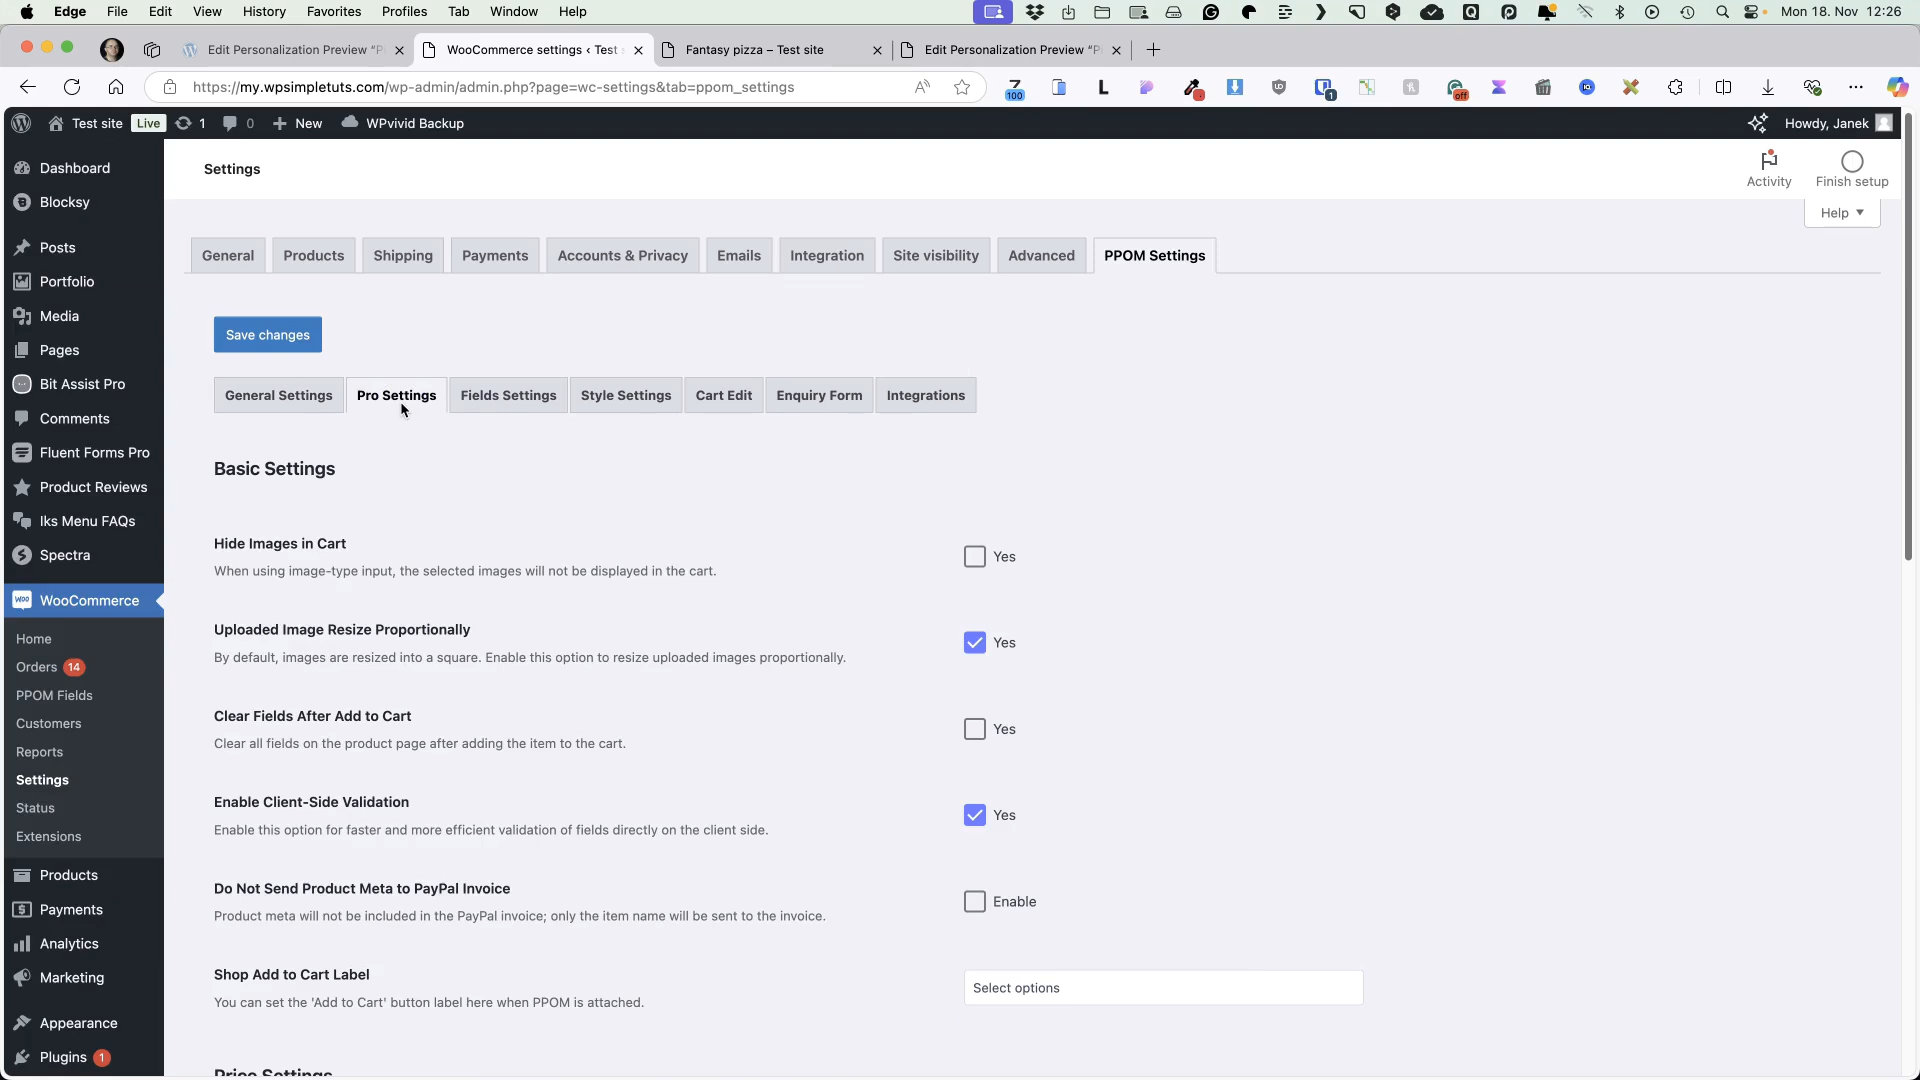 Edge File Edit View History Favorites Profiles Tab Window Help
Mon 18. Nov 12:26
Edit Personalization Preview "P
WooCommerce settings ‹ Test
Fantasy pizza – Test site
Edit Personalization Preview "P
https://my.wpsimpletuts.com/wp-admin/admin.php?page=wc-settings&tab=ppom_settings
100
1
off
Test site Live 1 0 New WPvivid Backup
Howdy, Janek
Dashboard
Blocksy
Posts
Portfolio
Media
Pages
Bit Assist Pro
Comments
Fluent Forms Pro
Product Reviews
Iks Menu FAQs
Spectra
WooCommerce
Home
Orders 14
PPOM Fields
Customers
Reports
Settings
Status
Extensions
Products
Payments
Analytics
Marketing
Appearance
Plugins 1
Settings
Activity
Finish setup
Help
General Products Shipping Payments Accounts & Privacy Emails Integration Site visibility Advanced PPOM Settings
Save changes
General Settings Pro Settings Fields Settings Style Settings Cart Edit Enquiry Form Integrations
Basic Settings
Hide Images in Cart
When using image-type input, the selected images will not be displayed in the cart.
Yes
Uploaded Image Resize Proportionally
By default, images are resized into a square. Enable this option to resize uploaded images proportionally.
Yes
Clear Fields After Add to Cart
Clear all fields on the product page after adding the item to the cart.
Yes
Enable Client-Side Validation
Enable this option for faster and more efficient validation of fields directly on the client side.
Yes
Do Not Send Product Meta to PayPal Invoice
Product meta will not be included in the PayPal invoice; only the item name will be sent to the invoice.
Enable
Shop Add to Cart Label
You can set the 'Add to Cart' button label here when PPOM is attached.
Select options
Price Settings